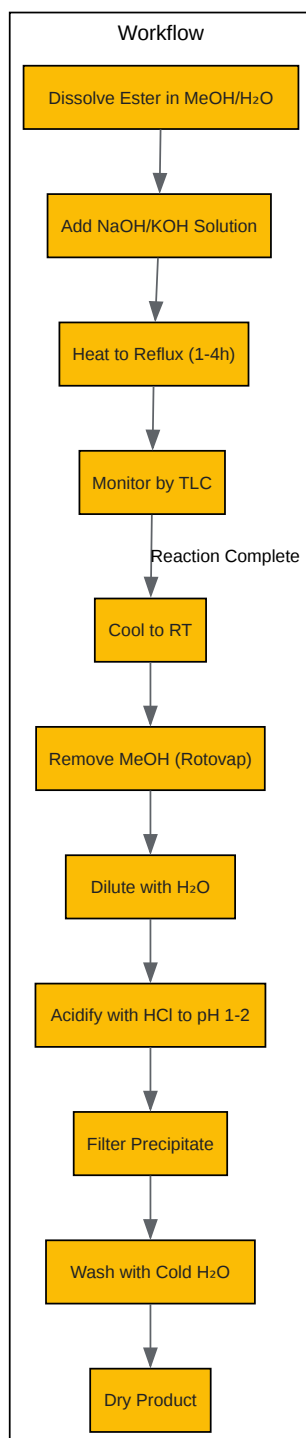 Workflow
Dissolve Ester in MeOH/H₂O
Add NaOH/KOH Solution
Heat to Reflux (1-4h)
Monitor by TLC
Reaction Complete
Cool to RT
Remove MeOH (Rotovap)
Dilute with H₂O
Acidify with HCl to pH 1-2
Filter Precipitate
Wash with Cold H₂O
Dry Product